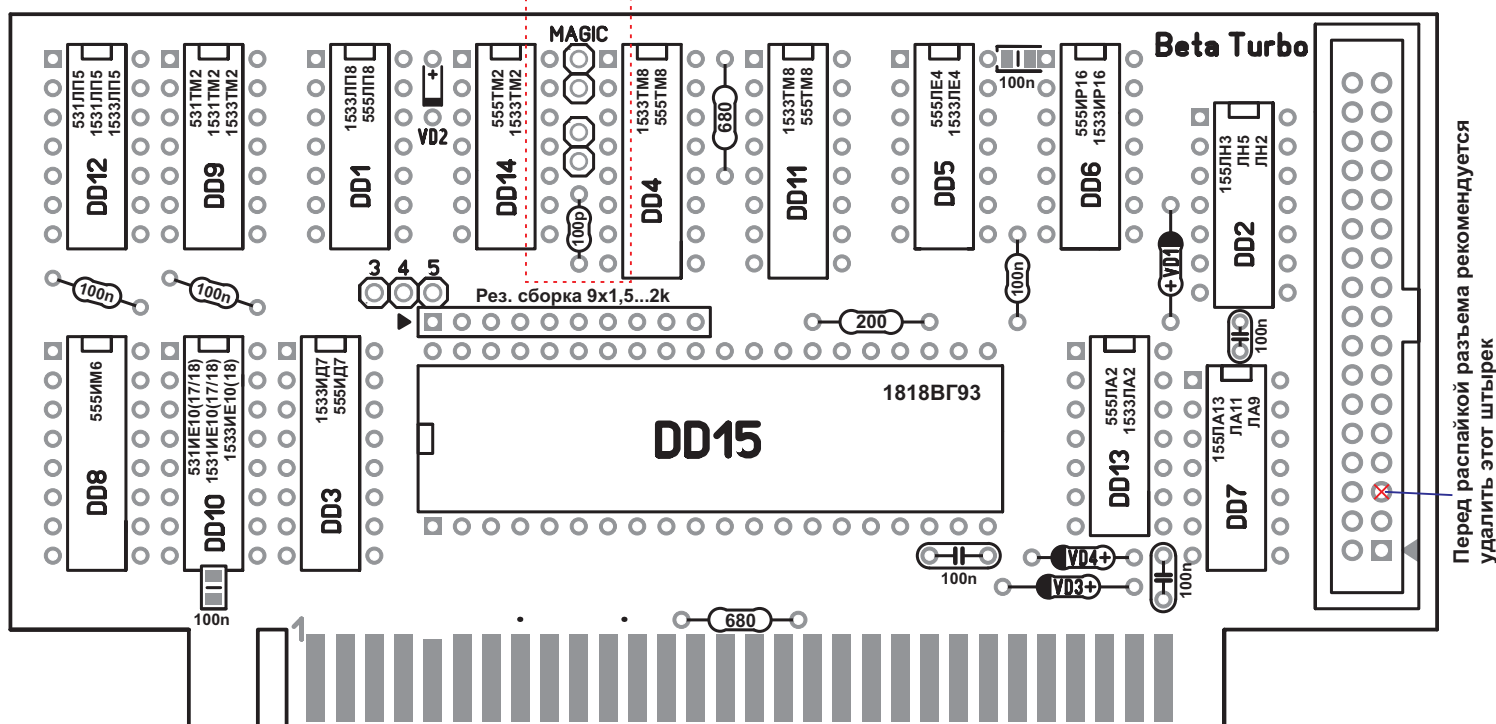 MAGIC
Beta Turbo
531ЛП5
1531ЛП5
1533ЛП5
DD12
531ТМ2
1531ТМ2
1533ТМ2
DD9
1533ЛП8
555ЛП8
DD1
+
VD2
555ТМ2
1533ТМ2
DD14
100p
1533ТМ8
555ТМ8
DD4
680
1533ТМ8
555ТМ8
DD11
555ЛЕ4
1533ЛЕ4
DD5
100n
555ИР16
1533ИР16
DD6
155ЛН3
ЛН5
ЛН2
DD2
+VD1
100n
100n
100n
3 4 5
Рез. сборка 9х1,5...2k
200
100n
555ИМ6
DD8
531ИЕ10(17/18)
1531ИЕ10(17/18)
1533ИЕ10(18)
DD10
1533ИД7
555ИД7
DD3
1818ВГ93
DD15
555ЛА2
1533ЛА2
DD13
155ЛА13
ЛА11
ЛА9
DD7
100n
VD4+
VD3+
100n
100n
680
1
Перед распайкой разъема рекомендуется
удалить этот штырек